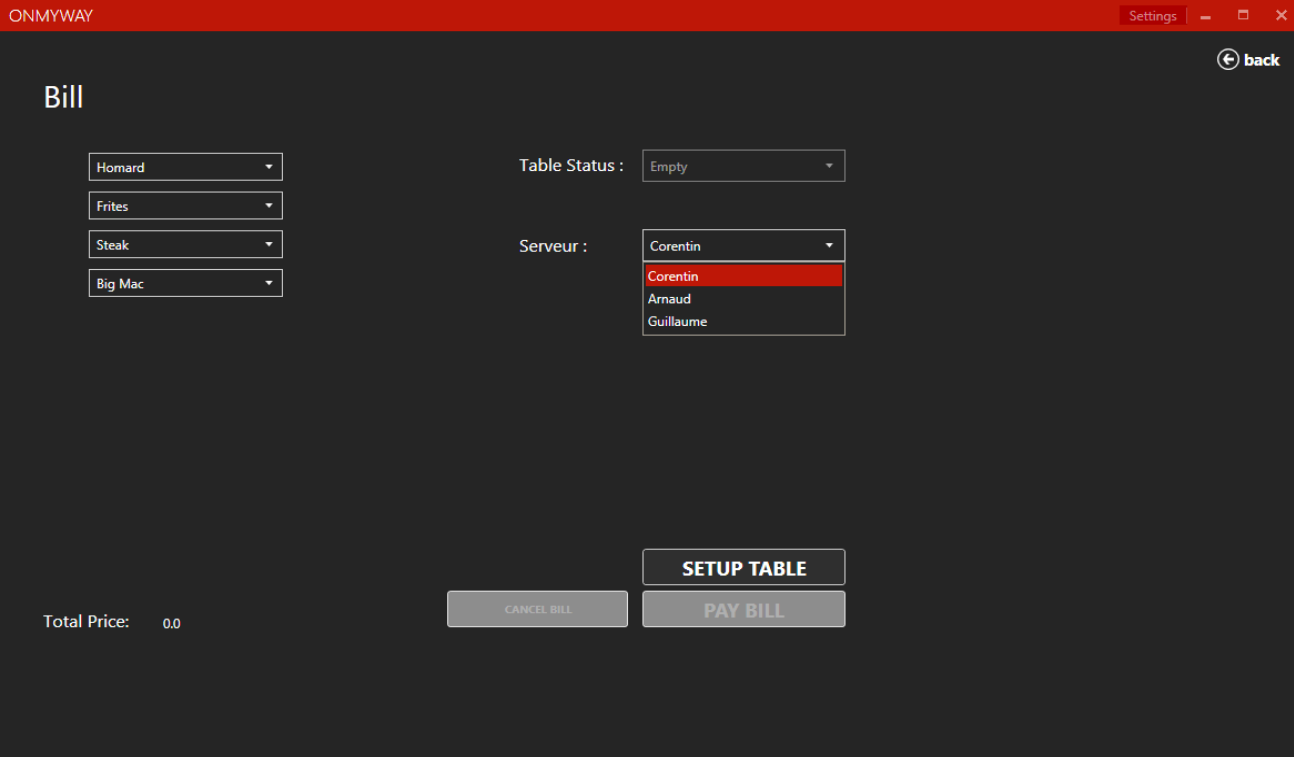 ONMYWAY
Settings
back
Bill
Homard
Frites
Steak
Big Mac
Table Status :
Empty
Serveur :
Corentin
Corentin
Arnaud
Guillaume
SETUP TABLE
CANCEL BILL
PAY BILL
Total Price: 0.0